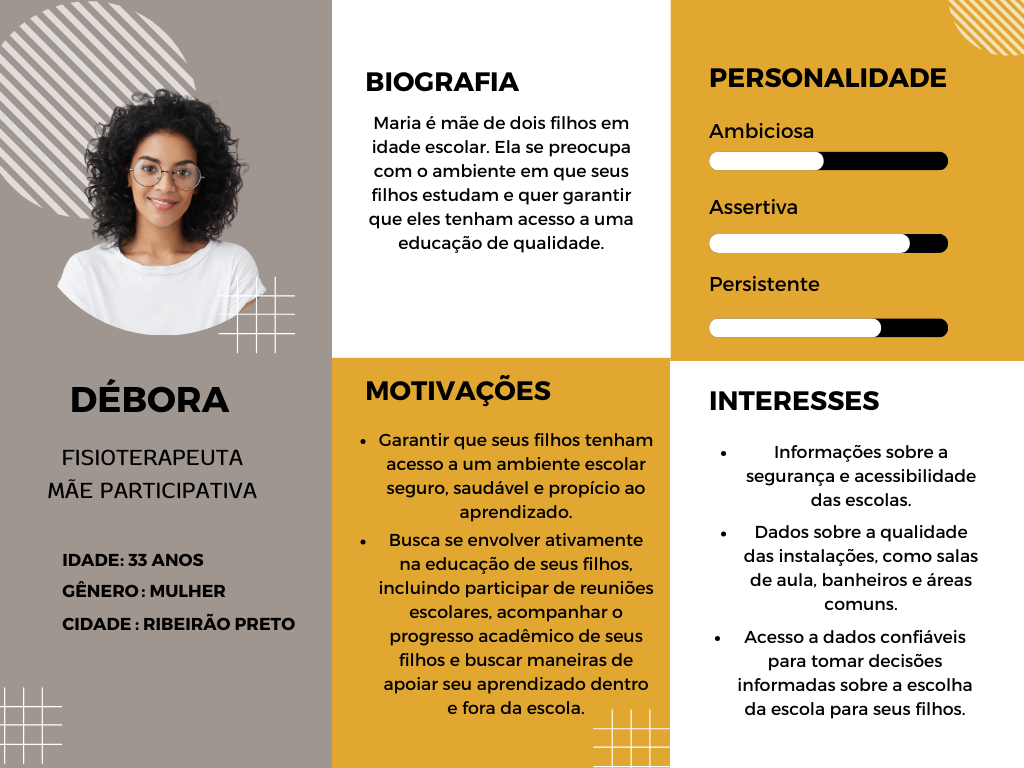 DÉBORA
FISIOTERAPEUTA
MÃE PARTICIPATIVA
IDADE: 33 ANOS
GÊNERO: MULHER
CIDADE: RIBEIRÃO PRETO
BIOGRAFIA
Maria é mãe de dois filhos em
idade escolar. Ela se preocupa
com o ambiente em que seus
filhos estudam e quer garantir
que eles tenham acesso a uma
educação de qualidade.
MOTIVAÇÕES
• Garantir que seus filhos tenham
acesso a um ambiente escolar
seguro, saudável e propício ao
aprendizado.
• Busca se envolver ativamente
na educação de seus filhos,
incluindo participar de reuniões
escolares, acompanhar o
progresso acadêmico de seus
filhos e buscar maneiras de
apoiar seu aprendizado dentro
e fora da escola.
PERSONALIDADE
Ambiciosa
Assertiva
Persistente
INTERESSES
• Informações sobre a
segurança e acessibilidade
das escolas.
• Dados sobre a qualidade
das instalações, como salas
de aula, banheiros e áreas
comuns.
• Acesso a dados confiáveis
para tomar decisões
informadas sobre a escolha
da escola para seus filhos.